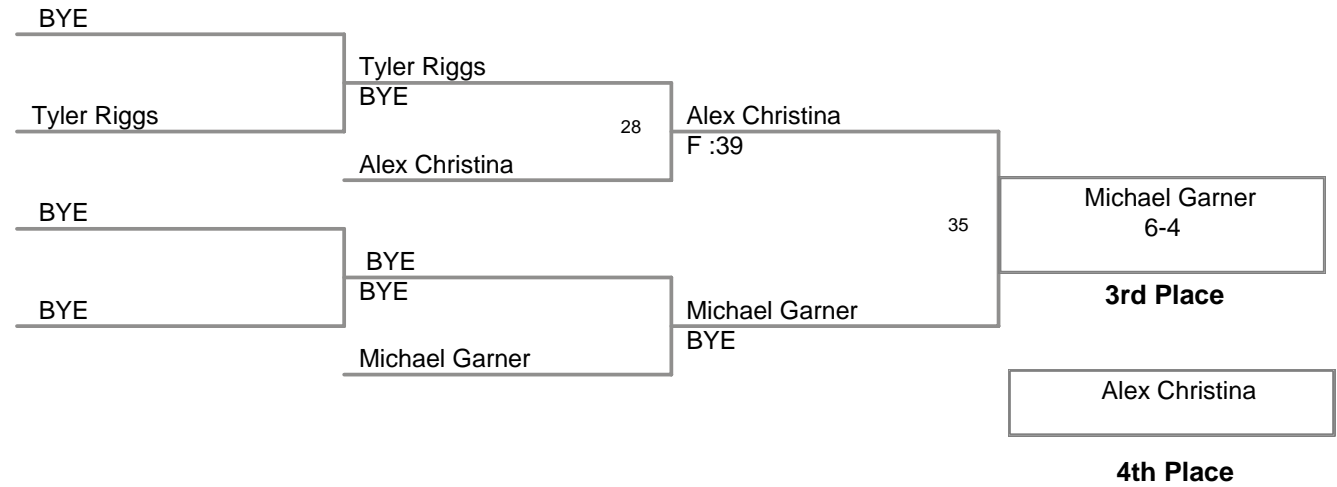 BYE
Tyler Riggs
BYE
Tyler Riggs
28
Alex Christina
F :39
Alex Christina
Michael Garner
6-4
BYE
35
BYE
BYE
3rd Place
BYE
Michael Garner
BYE
Michael Garner
Alex Christina
4th Place